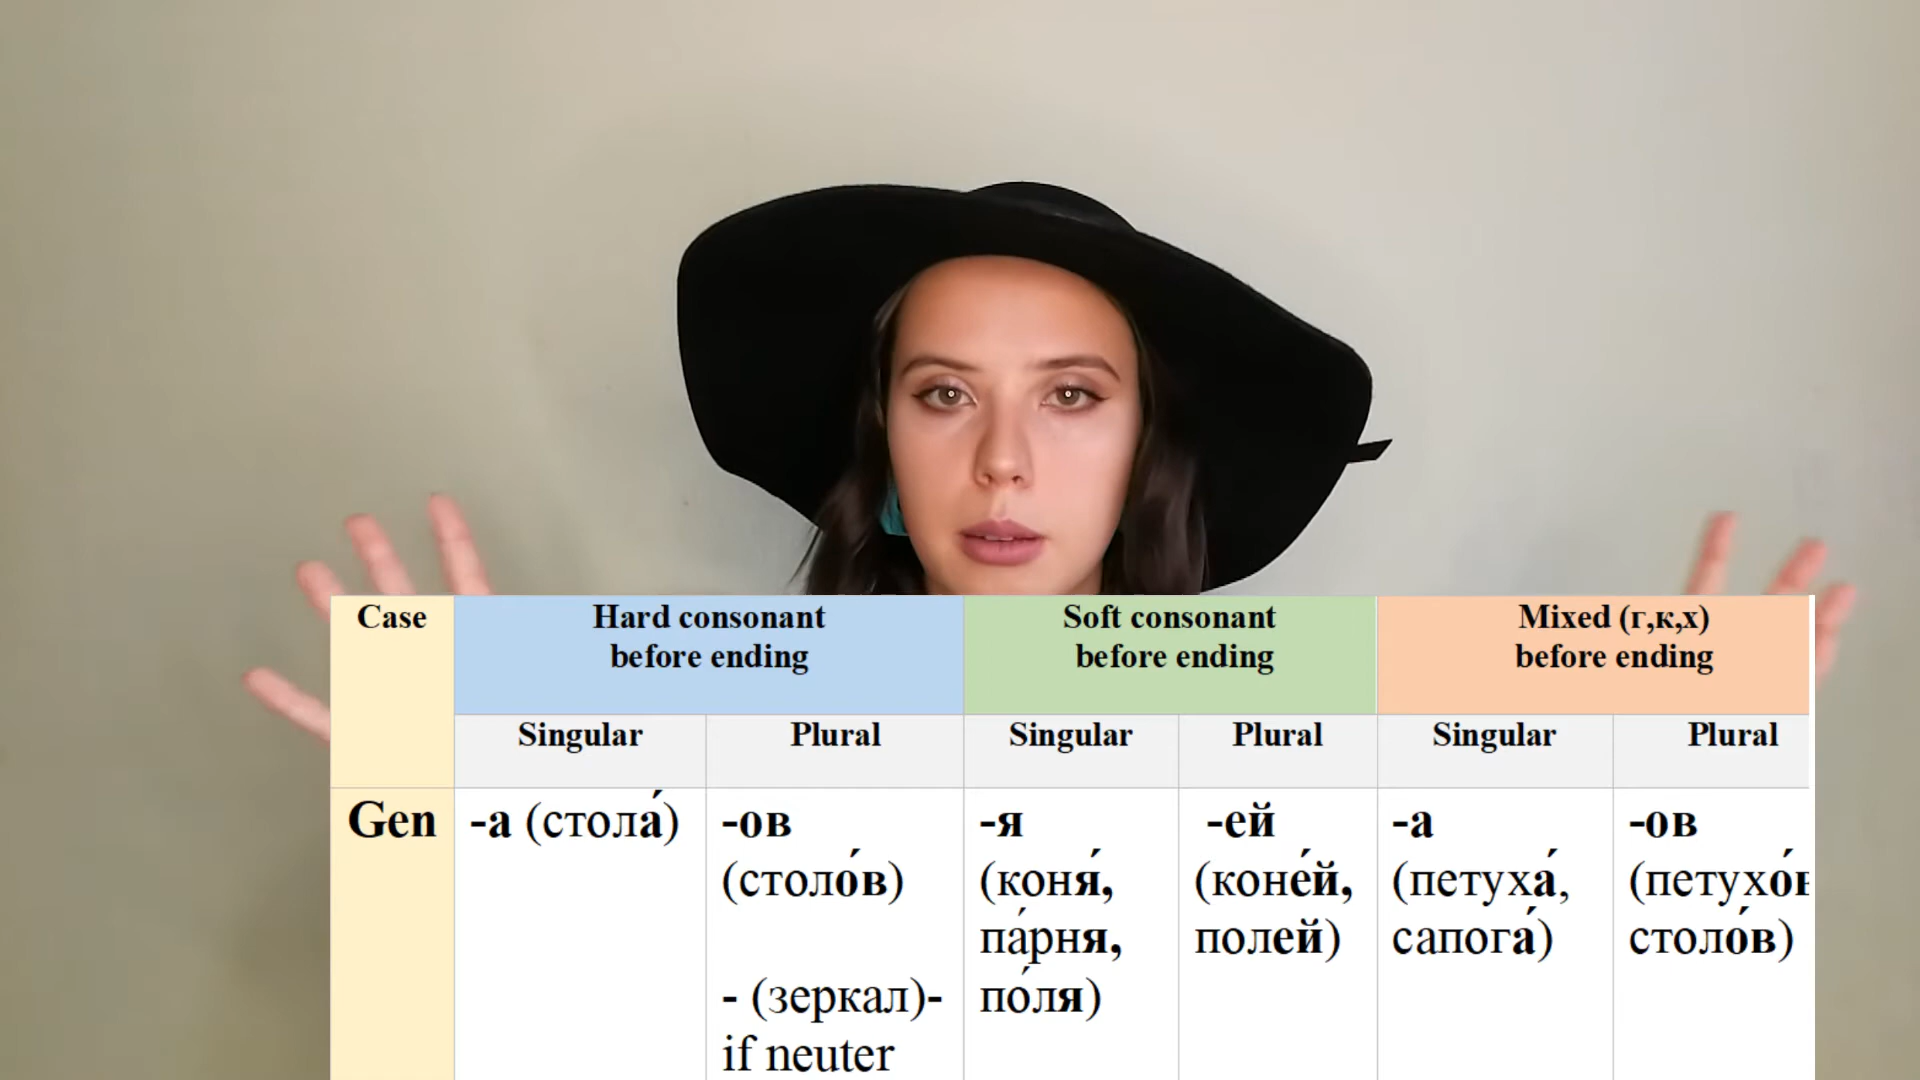 Case
Hard consonant
before ending
Soft consonant
before ending
Mixed (г,к,х)
before ending
Singular
Plural
Singular
Plural
Singular
Plural
Gen
-а (стола́)
-ов
(столо́в)
- (зеркал)-
if neuter
-я
(коня́,
па́рня,
по́ля)
-ей
(коне́й,
полей)
-а
(петуха́,
сапога́)
-ов
(петухо́в
столо́в)